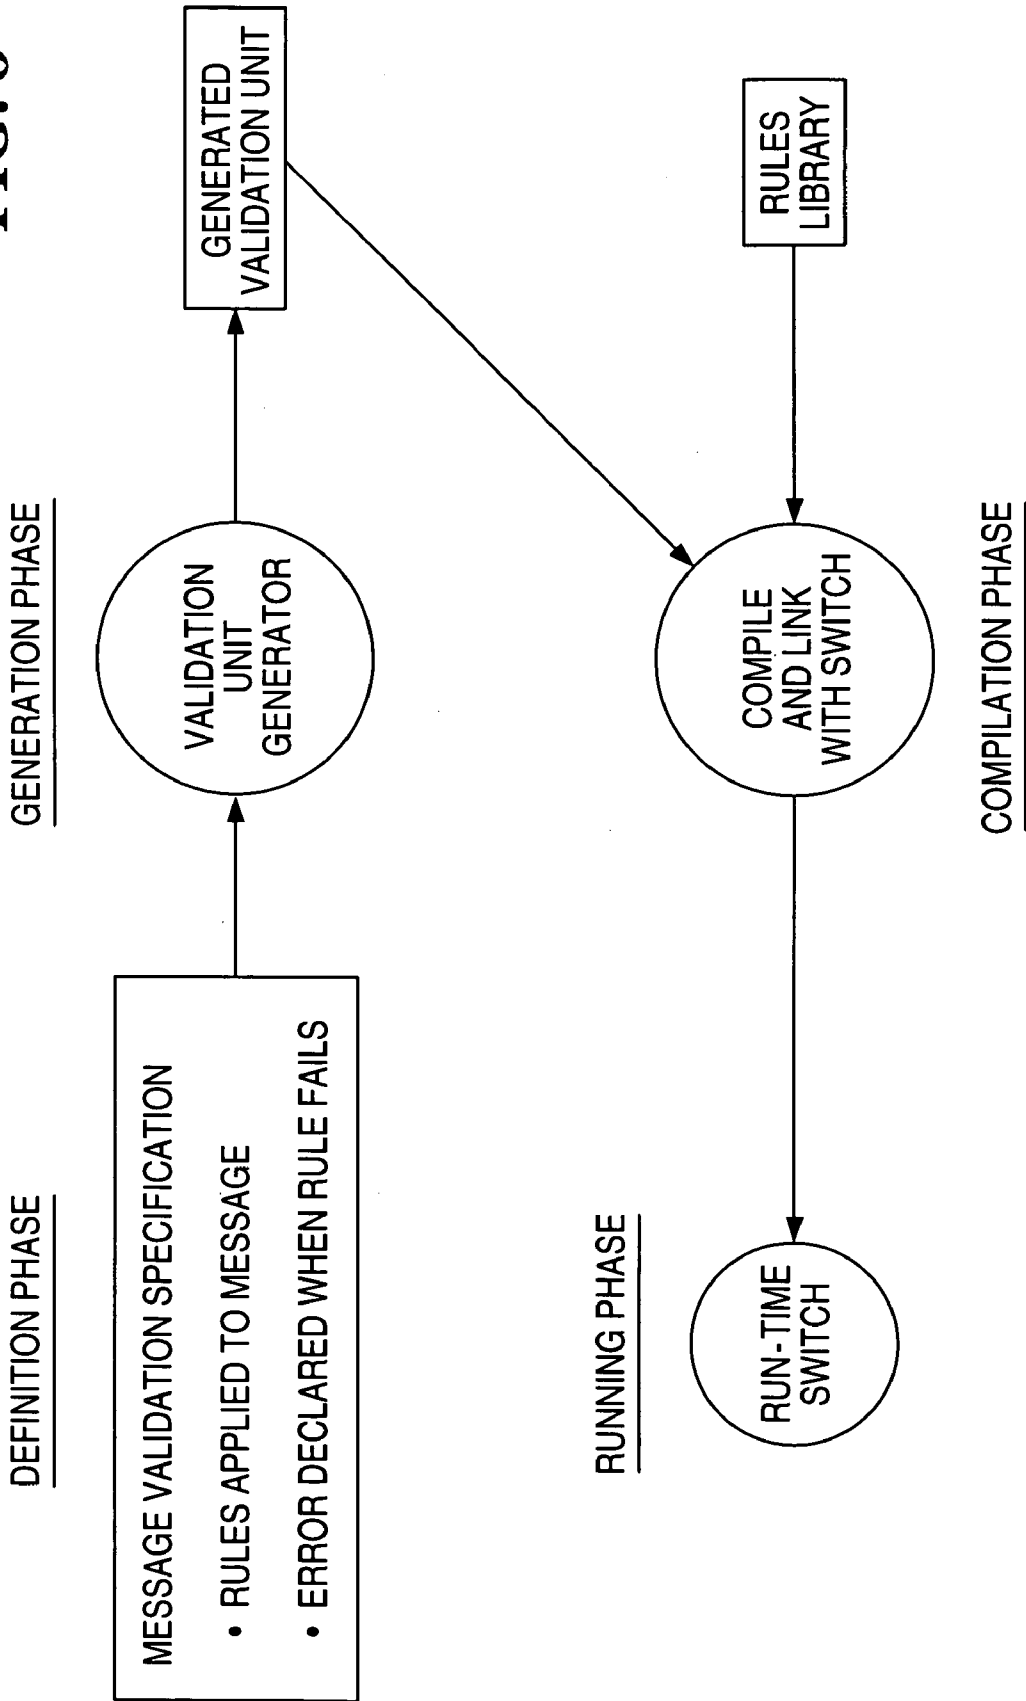 DEFINITION PHASE
GENERATION PHASE
MESSAGE VALIDATION SPECIFICATION
• RULES APPLIED TO MESSAGE
• ERROR DECLARED WHEN RULE FAILS
VALIDATION
UNIT
GENERATOR
GENERATED
VALIDATION UNIT
RUNNING PHASE
RUN-TIME
SWITCH
COMPILE
AND LINK
WITH SWITCH
RULES
LIBRARY
COMPILATION PHASE